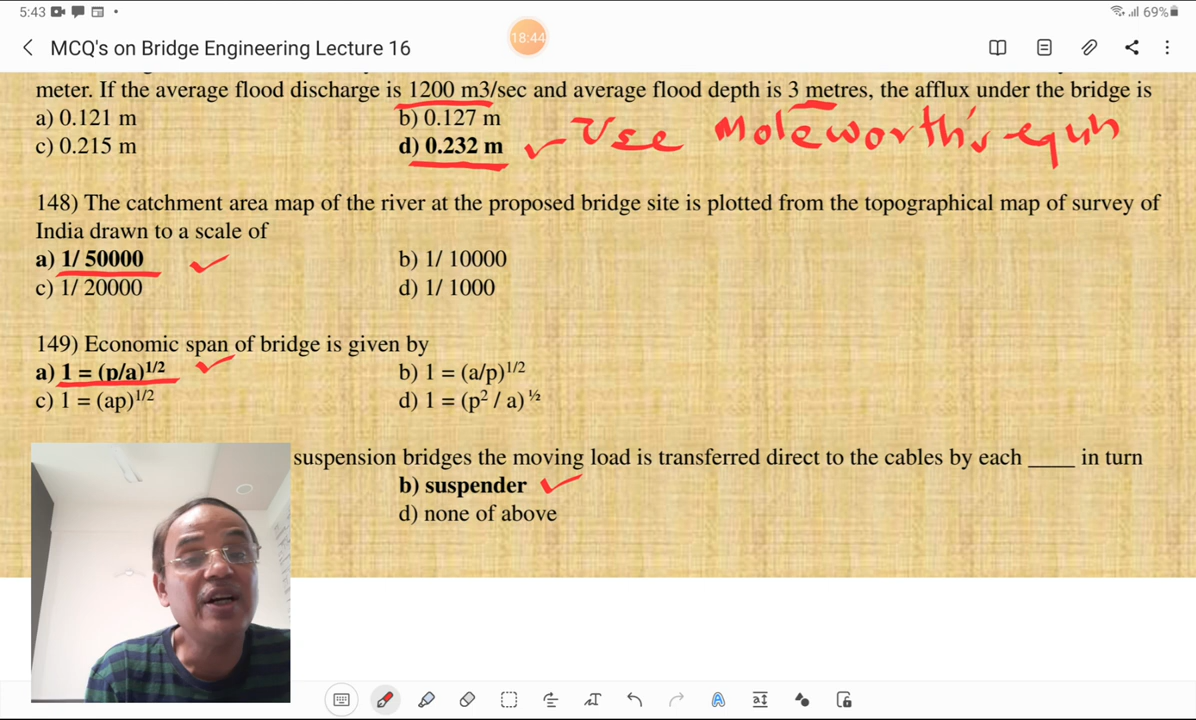 5:43
69%
MCQ's on Bridge Engineering Lecture 16
18:44
meter. If the average flood discharge is 1200 m3/sec and average flood depth is 3 metres, the afflux under the bridge is
a) 0.121 m b) 0.127 m
c) 0.215 m d) 0.232 m
Use Moleworth's equn
148) The catchment area map of the river at the proposed bridge site is plotted from the topographical map of survey of
India drawn to a scale of
a) 1/ 50000 b) 1/ 10000
c) 1/ 20000 d) 1/ 1000
149) Economic span of bridge is given by
a) 1 = (p/a)1/2 b) 1 = (a/p)1/2
c) 1 = (ap)1/2 d) 1 = (p2 / a) ½
suspension bridges the moving load is transferred direct to the cables by each ____ in turn
b) suspender
d) none of above